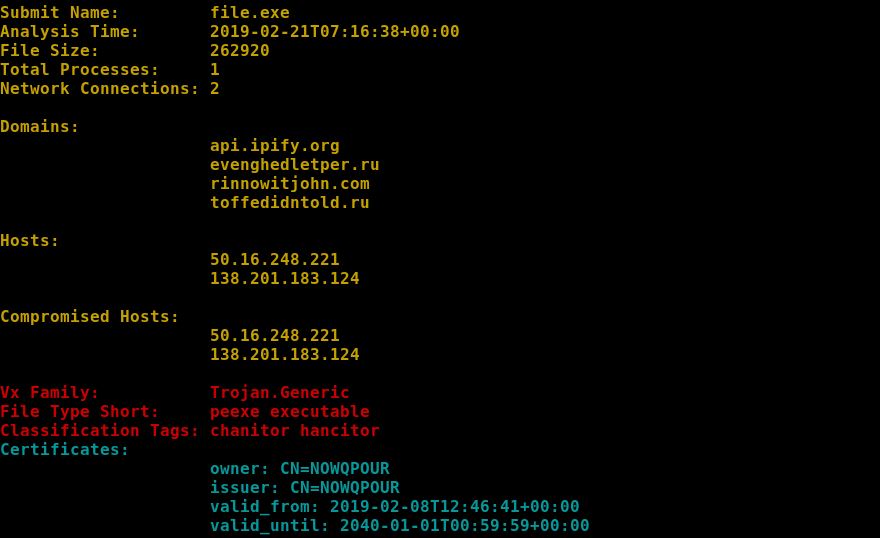 Submit Name: file.exe
Analysis Time: 2019-02-21T07:16:38+00:00
File Size: 262920
Total Processes: 1
Network Connections: 2
Domains:
api.ipify.org
evenghedletper.ru
rinnowitjohn.com
toffedidntold.ru
Hosts:
50.16.248.221
138.201.183.124
Compromised Hosts:
50.16.248.221
138.201.183.124
Vx Family: Trojan.Generic
File Type Short: peexe executable
Classification Tags: chanitor hancitor
Certificates:
owner: CN=NOWQPOUR
issuer: CN=NOWQPOUR
valid_from: 2019-02-08T12:46:41+00:00
valid_until: 2040-01-01T00:59:59+00:00